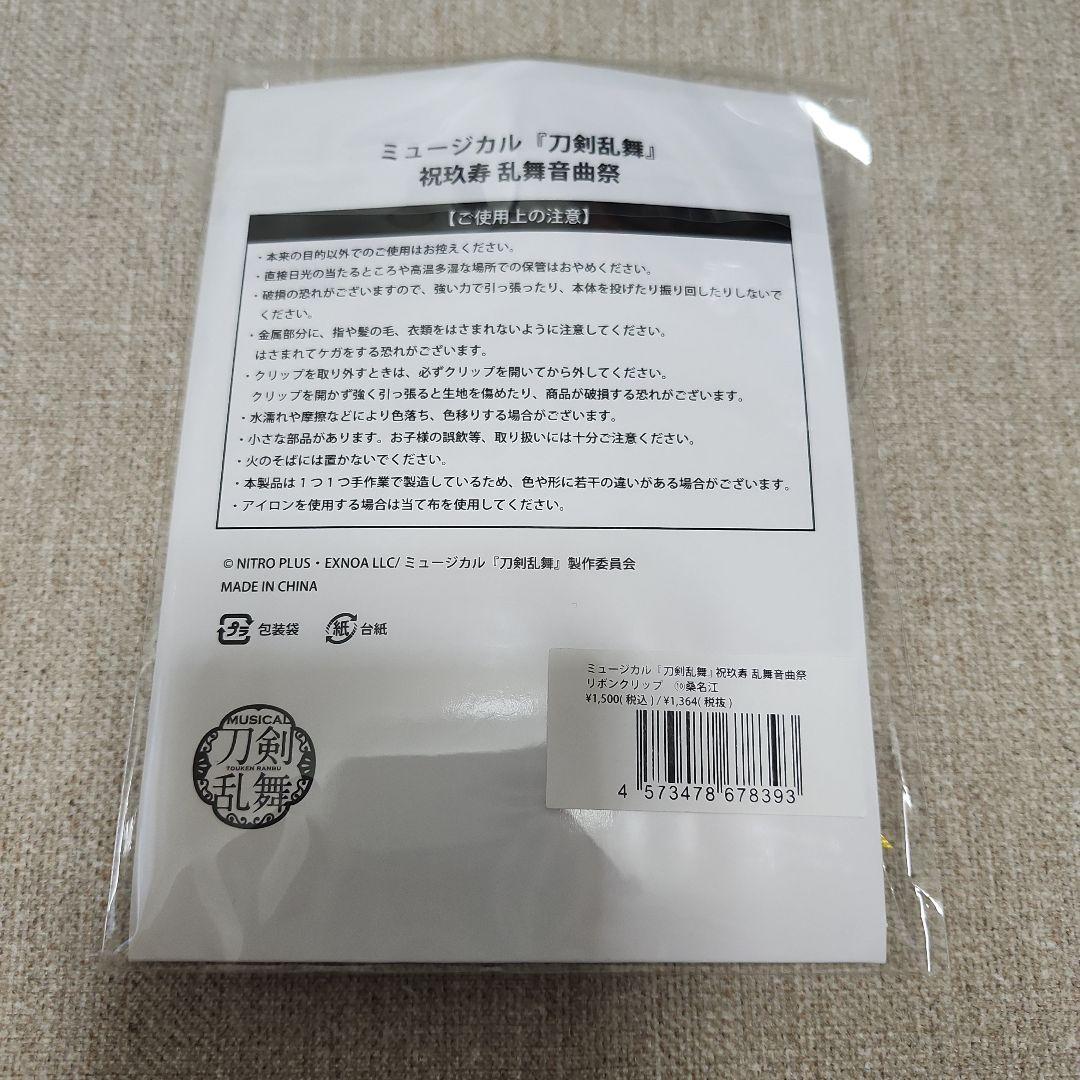 ミュージカル『刀剣乱舞』
祝玖寿 乱舞音曲祭
【ご使用上の注意】
・本来の目的以外でのご使用はお控えください。
・直接日光の当たるところや高温多湿な場所での保管はおやめください。
・破損の恐れがございますので、強い力で引っ張ったり、本体を投げたり振り回したりしないで
ください。
・金属部分に、指や髪の毛、衣類をはさまれないように注意してください。
はさまれてケガをする恐れがございます。
・クリップを取り外すときは、必ずクリップを開いてから外してください。
クリップを開かず強く引っ張ると生地を傷めたり、商品が破損する恐れがございます。
・水濡れや摩擦などにより色落ち、色移りする場合がございます。
・小さな部品があります。お子様の誤飲等、取り扱いには十分ご注意ください。
・火のそばには置かないでください。
・本製品は1つ1つ手作業で製造しているため、色や形に若干の違いがある場合がございます。
・アイロンを使用する場合は当て布を使用してください。
© NITRO PLUS・EXNOA LLC/ ミュージカル『刀剣乱舞』製作委員会
MADE IN CHINA
プラ 包装袋 紙 台紙
ミュージカル『刀剣乱舞』祝玖寿 乱舞音曲祭
リボンクリップ ⑩桑名江
¥1,500(税込)/¥1,364(税抜)
4 573478 678393
MUSICAL
刀剣
TOUKEN RANBU
乱舞